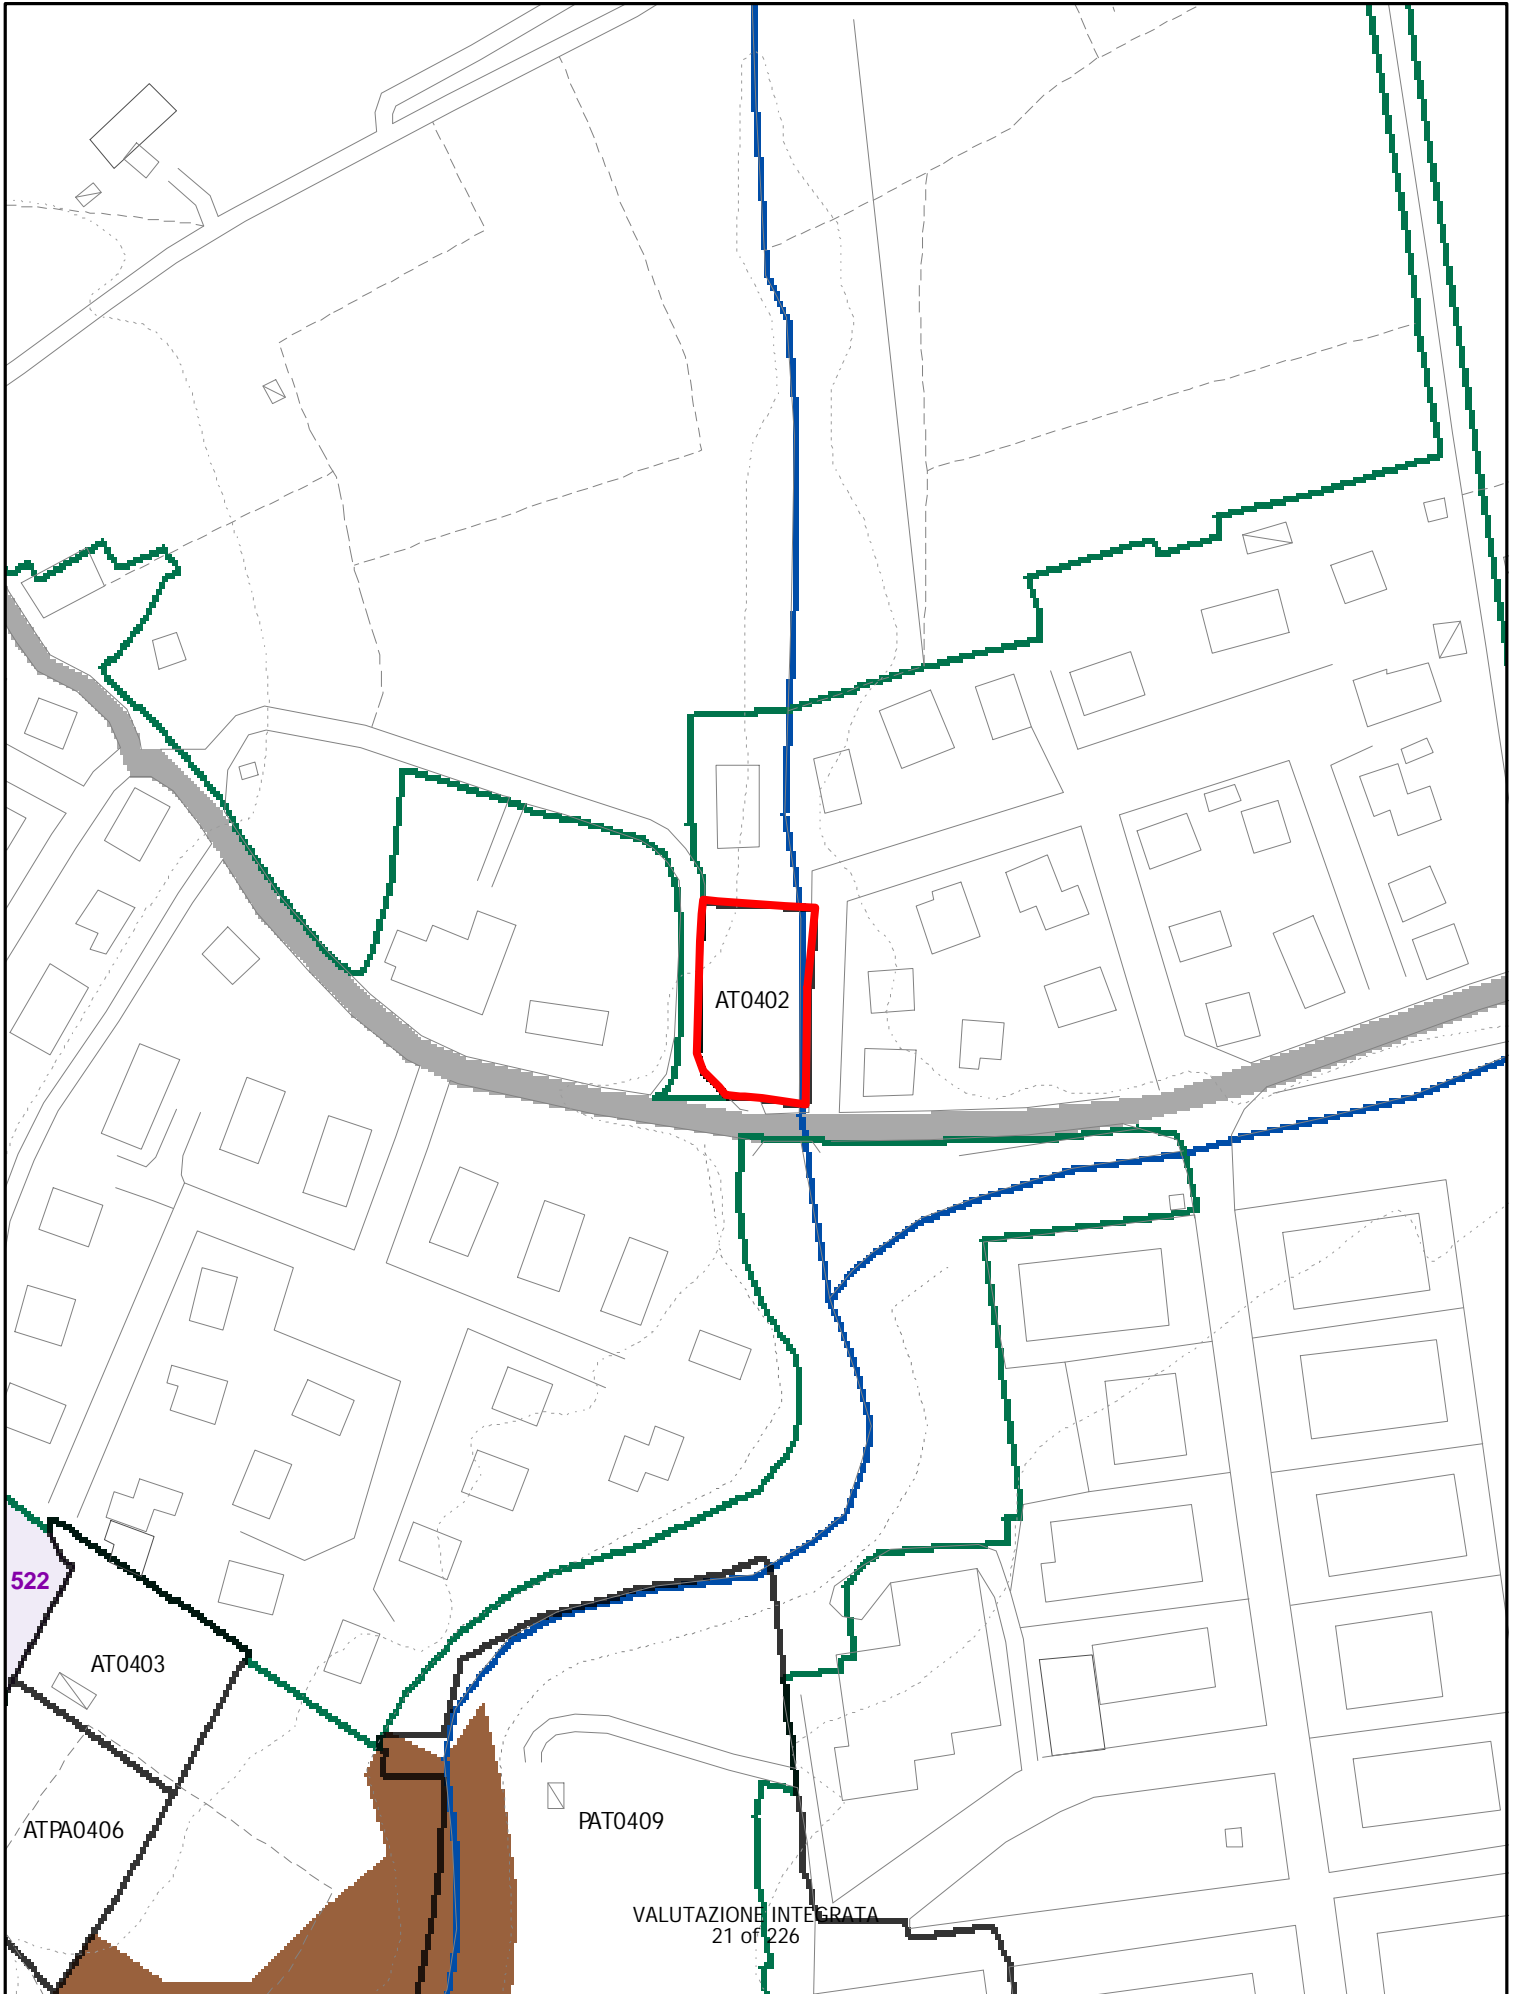 AT0402
522
AT0403
ATPA0406
PAT0409
VALUTAZIONE INTEGRATA
21 of 226